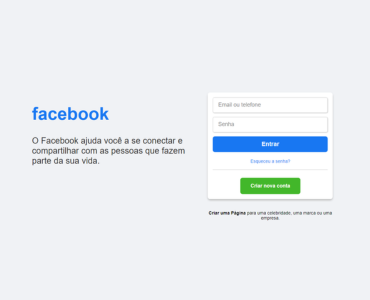 facebook
O Facebook ajuda você a se conectar e
compartilhar com as pessoas que fazem
parte da sua vida.
Email ou telefone
Senha
Entrar
Esqueceu a senha?
Criar nova conta
Criar uma Página para uma celebridade, uma marca ou uma
empresa.